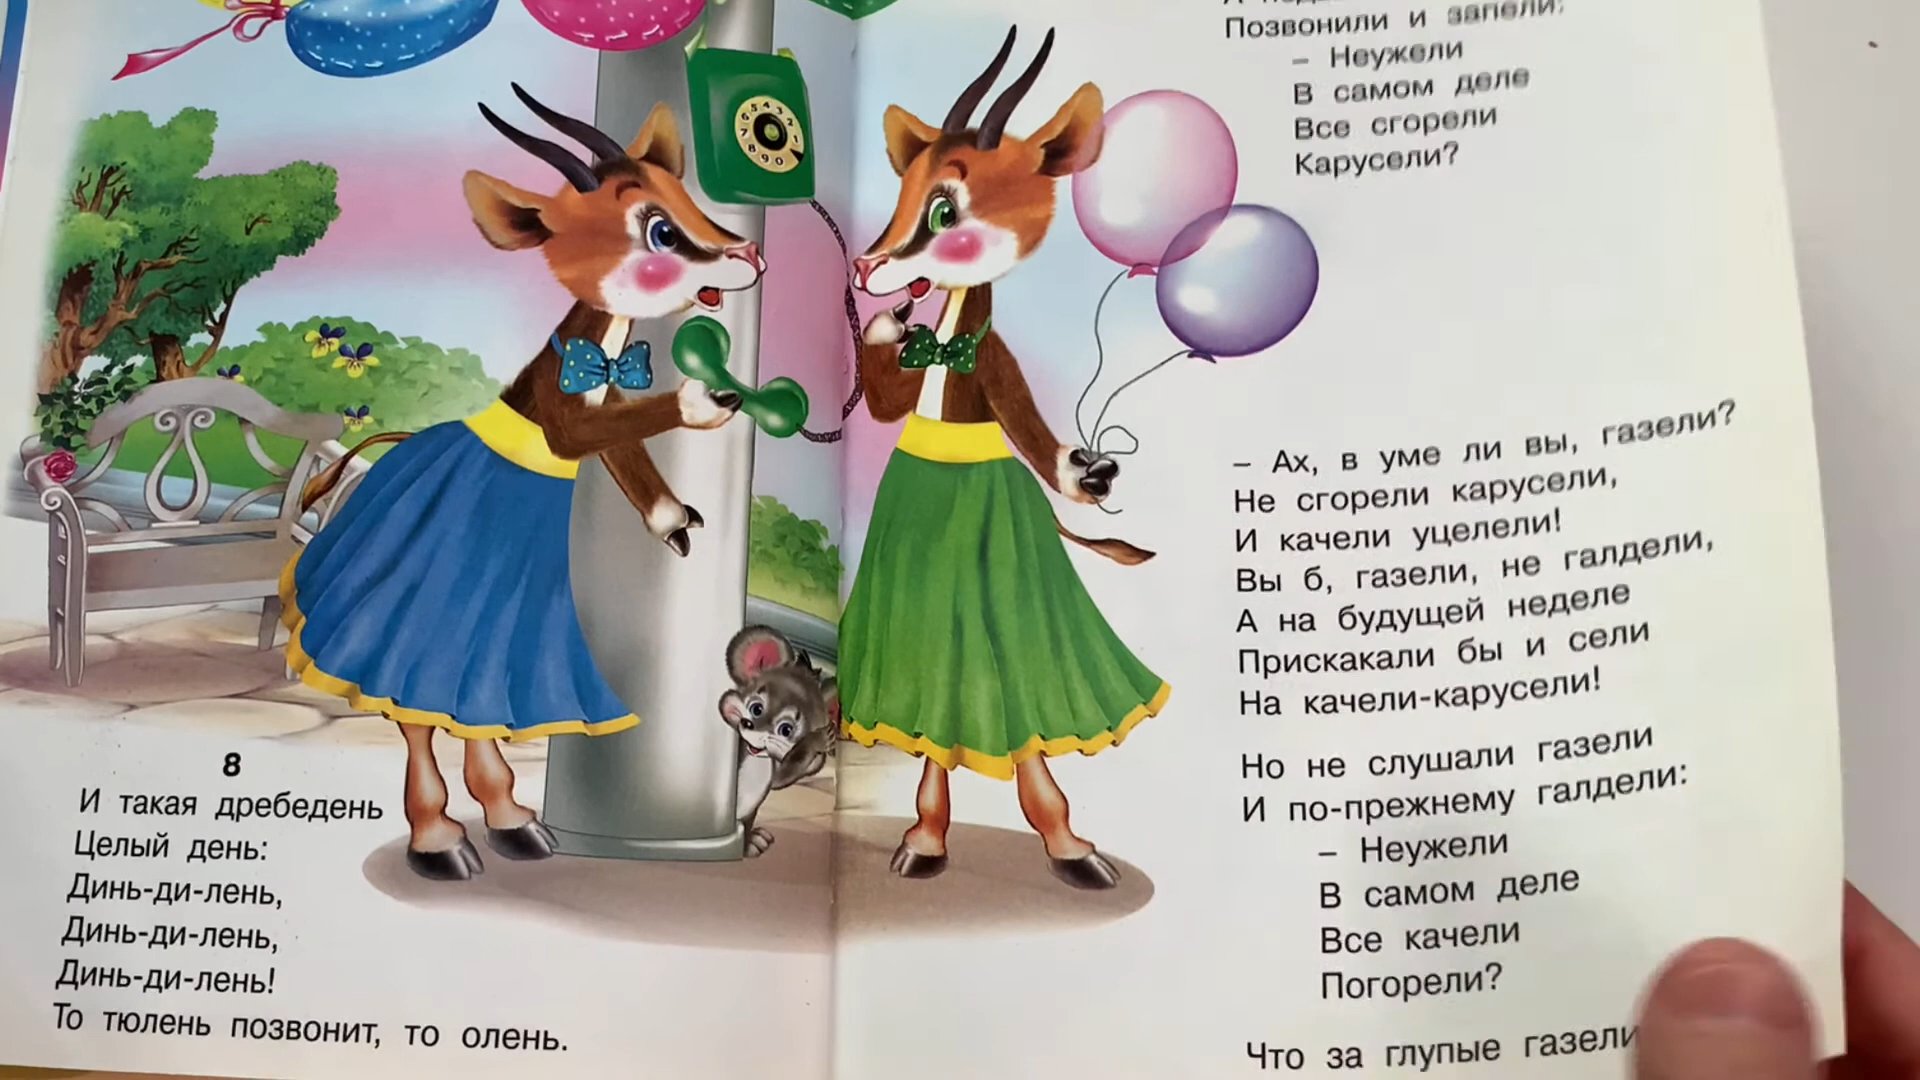 8
И такая дребедень
Целый день:
Динь-ди-лень,
Динь-ди-лень,
Динь-ди-лень!
То тюлень позвонит, то олень.
Позвонили и запели:
– Неужели
В самом деле
Все сгорели
Карусели?
– Ах, в уме ли вы, газели?
Не сгорели карусели,
И качели уцелели!
Вы б, газели, не галдели,
А на будущей неделе
Прискакали бы и сели
На качели-карусели!
Но не слушали газели
И по-прежнему галдели:
– Неужели
В самом деле
Все качели
Погорели?
Что за глупые газели